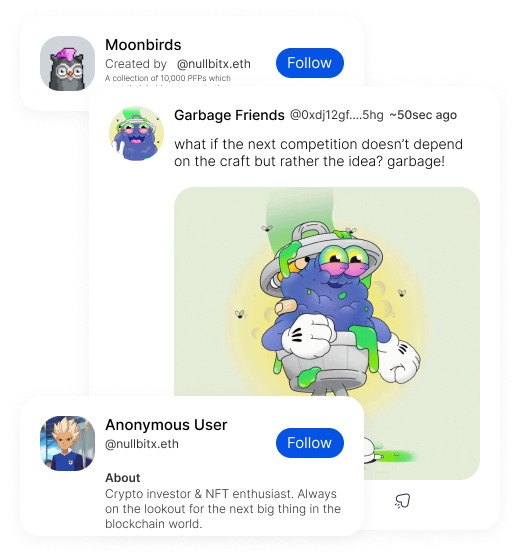 Moonbirds
Created by @nullbitx.eth
Follow
A collection of 10,000 PFPs which
Garbage Friends @0xdj12gf....5hg ~50sec ago
what if the next competition doesn’t depend
on the craft but rather the idea? garbage!
Anonymous User
@nullbitx.eth
Follow
About
Crypto investor & NFT enthusiast. Always
on the lookout for the next big thing in the
blockchain world.